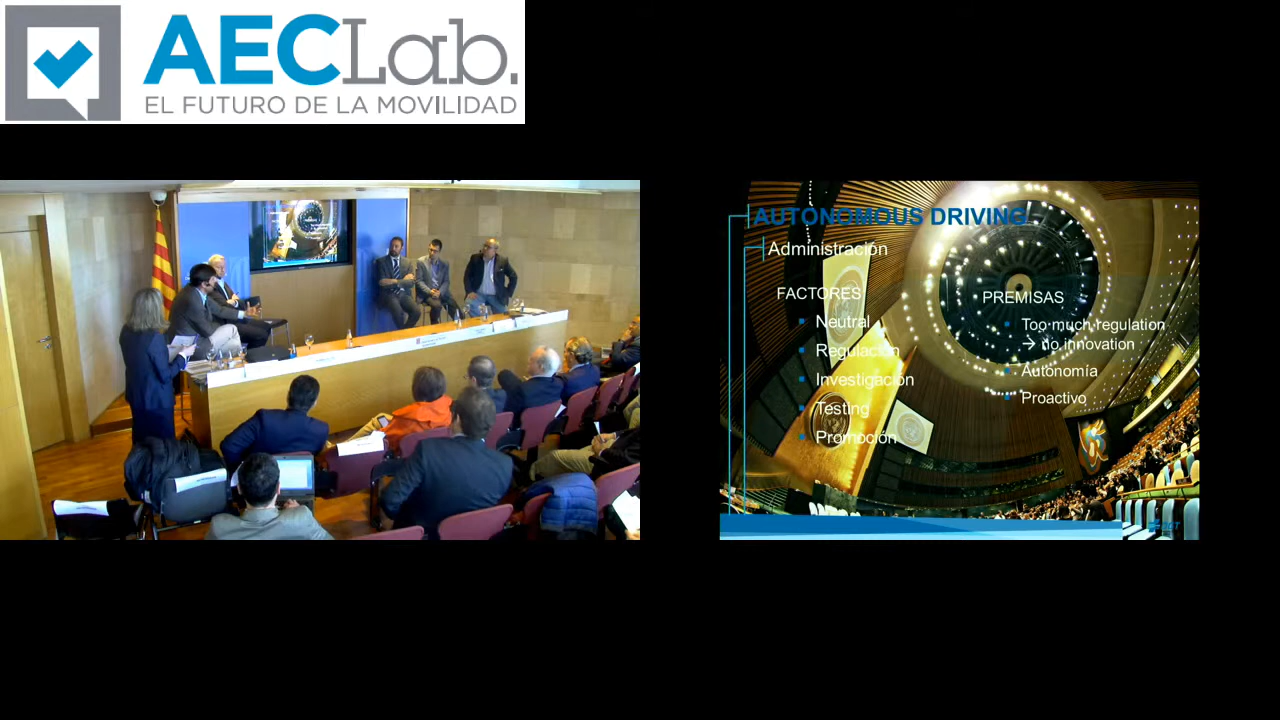 AECLab.
EL FUTURO DE LA MOVILIDAD
AUTONOMOUS DRIVING
Administración
FACTORES
Neutral
Regulación
Investigación
Testing
Promoción
PREMISAS
Too much regulation
→ no innovation
Autonomía
Proactivo